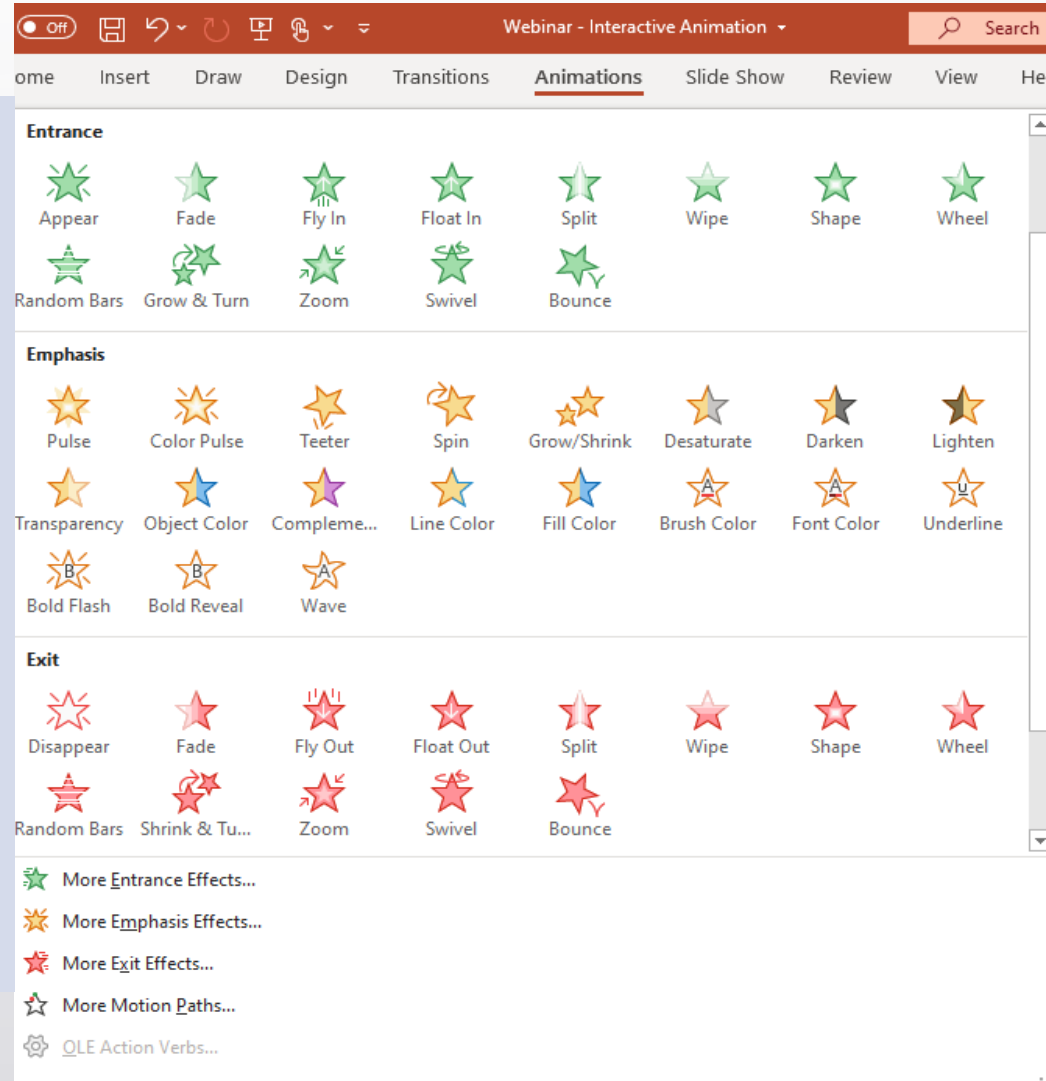 Off Webinar - Interactive Animation Search
ome Insert Draw Design Transitions Animations Slide Show Review View He
Entrance
Appear Fade Fly In Float In Split Wipe Shape Wheel
Random Bars Grow & Turn Zoom Swivel Bounce
Emphasis
Pulse Color Pulse Teeter Spin Grow/Shrink Desaturate Darken Lighten
Transparency Object Color Compleme... Line Color Fill Color Brush Color Font Color Underline
Bold Flash Bold Reveal Wave
Exit
Disappear Fade Fly Out Float Out Split Wipe Shape Wheel
Random Bars Shrink & Tu... Zoom Swivel Bounce
More Entrance Effects...
More Emphasis Effects...
More Exit Effects...
More Motion Paths...
OLE Action Verbs...